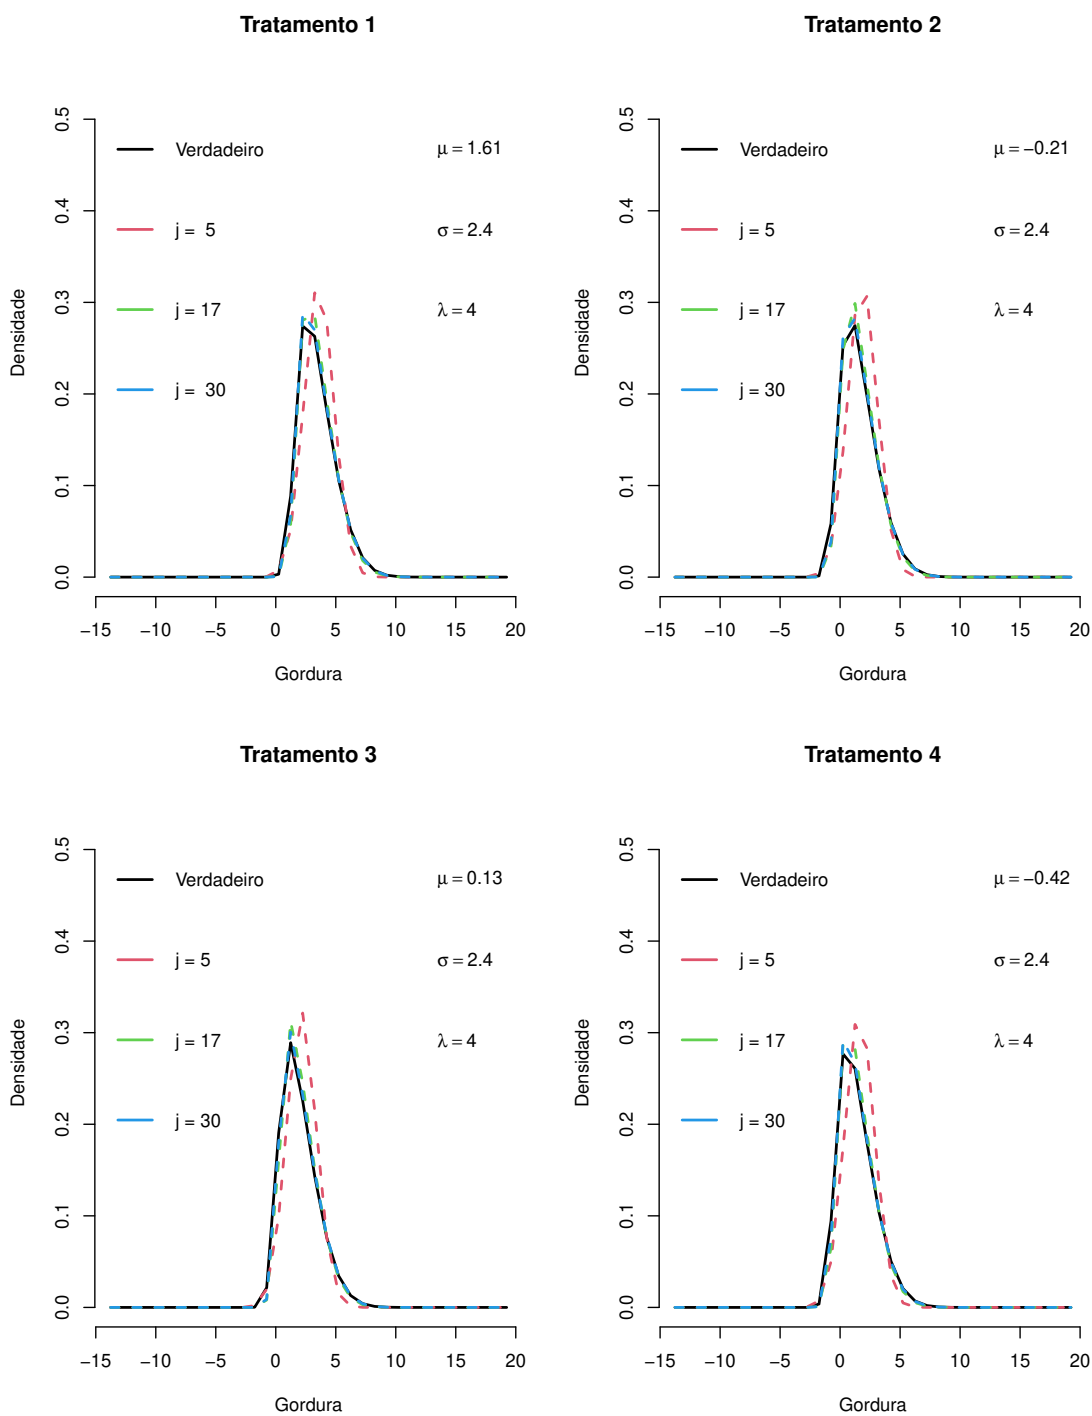 Tratamento 1
Densidade
0.5
0.4
0.3
0.2
0.1
0.0
Verdadeiro
μ = 1.61
j = 5
σ = 2.4
j = 17
λ = 4
j = 30
−15 −10 −5 0 5 10 15 20
Gordura
Tratamento 2
Densidade
0.5
0.4
0.3
0.2
0.1
0.0
Verdadeiro
μ = −0.21
j = 5
σ = 2.4
j = 17
λ = 4
j = 30
−15 −10 −5 0 5 10 15 20
Gordura
Tratamento 3
Densidade
0.5
0.4
0.3
0.2
0.1
0.0
Verdadeiro
μ = 0.13
j = 5
σ = 2.4
j = 17
λ = 4
j = 30
−15 −10 −5 0 5 10 15 20
Gordura
Tratamento 4
Densidade
0.5
0.4
0.3
0.2
0.1
0.0
Verdadeiro
μ = −0.42
j = 5
σ = 2.4
j = 17
λ = 4
j = 30
−15 −10 −5 0 5 10 15 20
Gordura